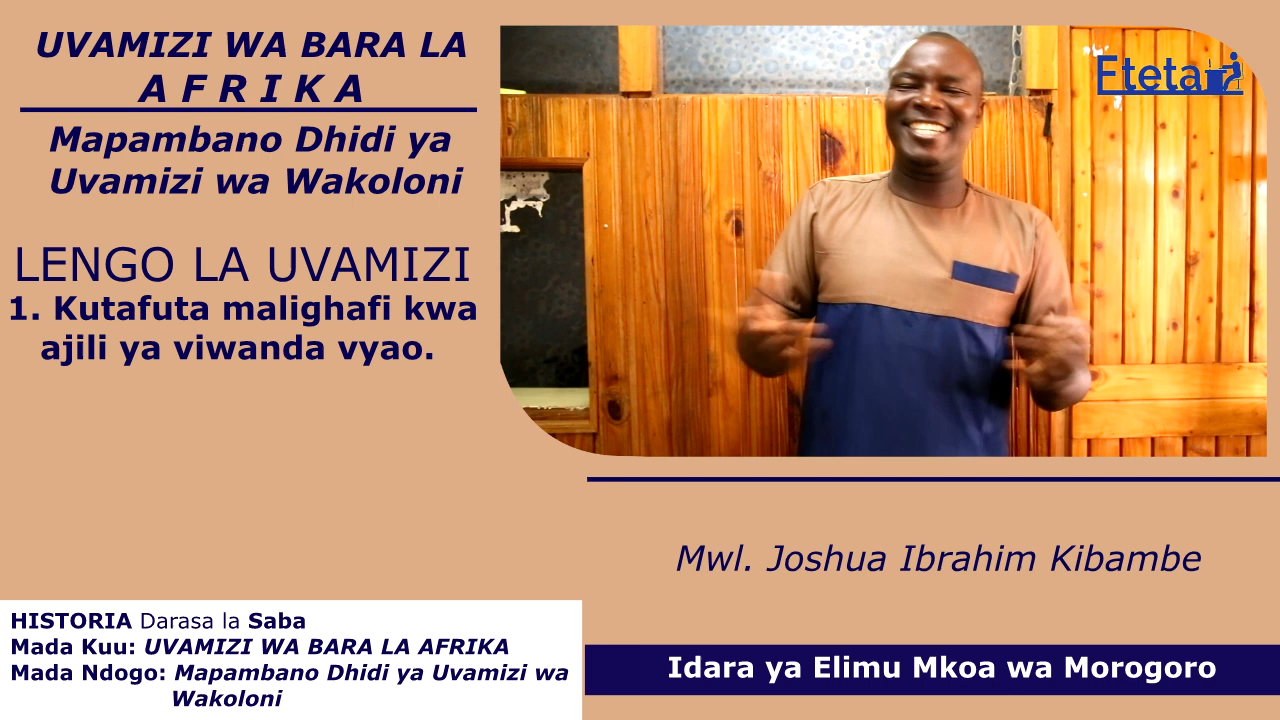 UVAMIZI WA BARA LA
A F R I K A
Mapambano Dhidi ya
Uvamizi wa Wakoloni
LENGO LA UVAMIZI
1. Kutafuta malighafi kwa
ajili ya viwanda vyao.
Eteta
Mwl. Joshua Ibrahim Kibambe
HISTORIA Darasa la Saba
Mada Kuu: UVAMIZI WA BARA LA AFRIKA
Mada Ndogo: Mapambano Dhidi ya Uvamizi wa
Wakoloni
Idara ya Elimu Mkoa wa Morogoro